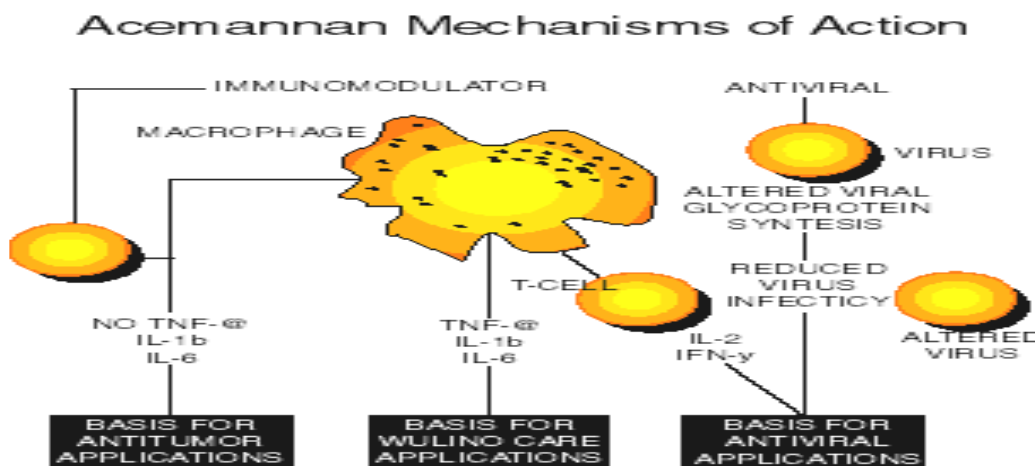 Acemannan Mechanisms of Action
IMMUNOMODULATOR
ANTIVIRAL
MACROPHAGE
VIRUS
ALTERED VIRAL
GLYCOPROTEIN
SYNTESIS
T-CELL
REDUCED
VIRUS
INFECTICY
NO TNF-@
IL-1b
IL-6
TNF-@
IL-1b
IL-6
IL-2
IFN-y
ALTERED
VIRUS
BASIS FOR
ANTITUMOR
APPLICATIONS
BASIS FOR
WULINO CARE
APPLICATIONS
BASIS FOR
ANTIVIRAL
APPLICATIONS